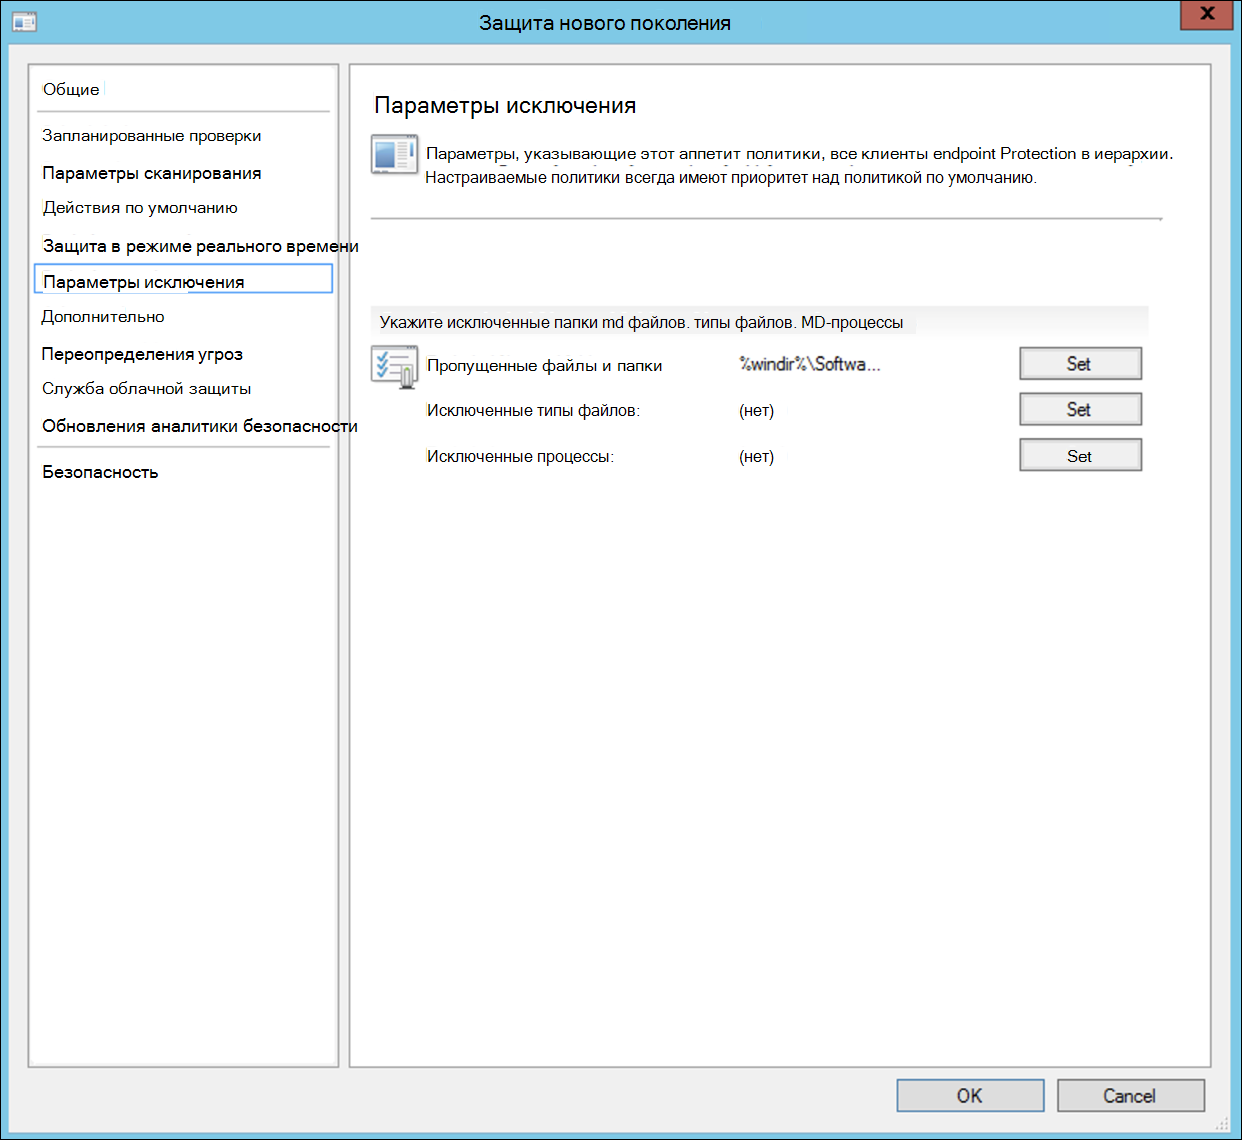 Защита нового поколения
X
Общие
Запланированные проверки
Параметры сканирования
Действия по умолчанию
Защита в режиме реального времени
Параметры исключения
Дополнительно
Переопределения угроз
Служба облачной защиты
Обновления аналитики безопасности
Безопасность
Параметры исключения
Параметры, указывающие этот аппетит политики, все клиенты endpoint Protection в иерархии.
Настраиваемые политики всегда имеют приоритет над политикой по умолчанию.
Укажите исключенные папки md файлов. типы файлов. MD-процессы
Пропущенные файлы и папки %windir%\Softwa... Set
Исключенные типы файлов: (нет) Set
Исключенные процессы: (нет) Set
OK Cancel